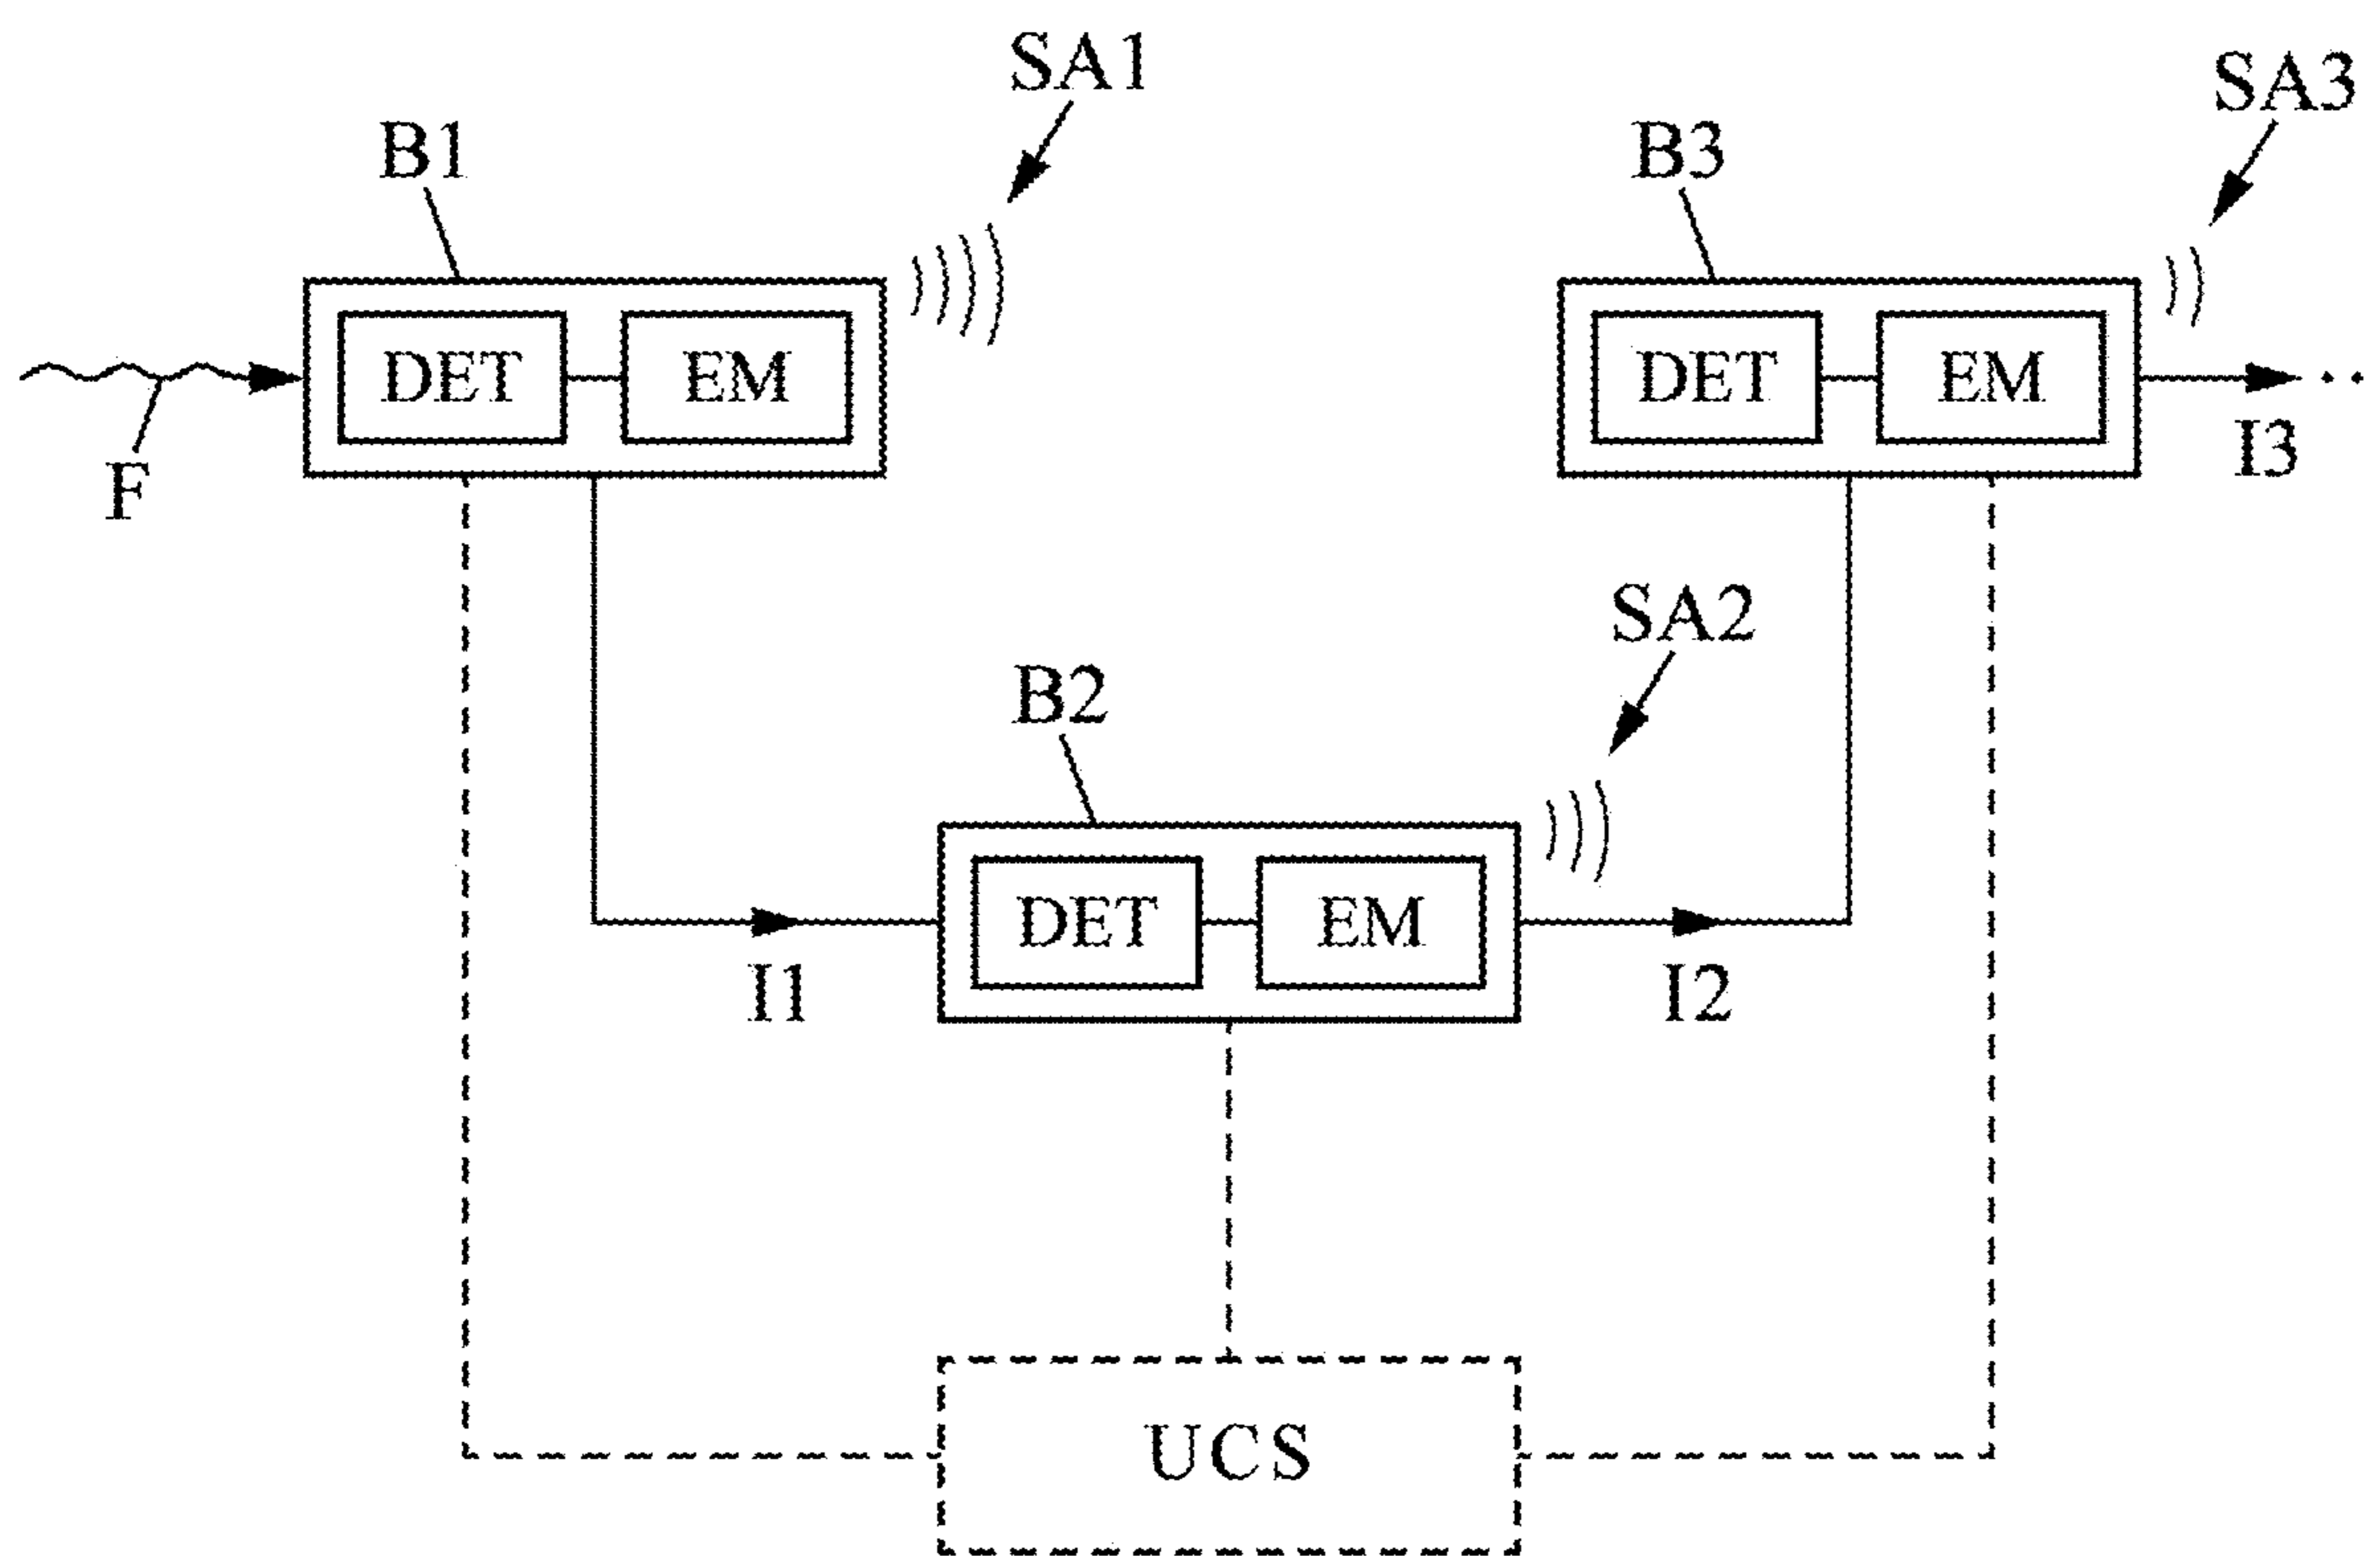 SA1
SA3
B1
B3
DET EM
DET EM
F
I3
SA2
B2
DET EM
I1
I2
UCS